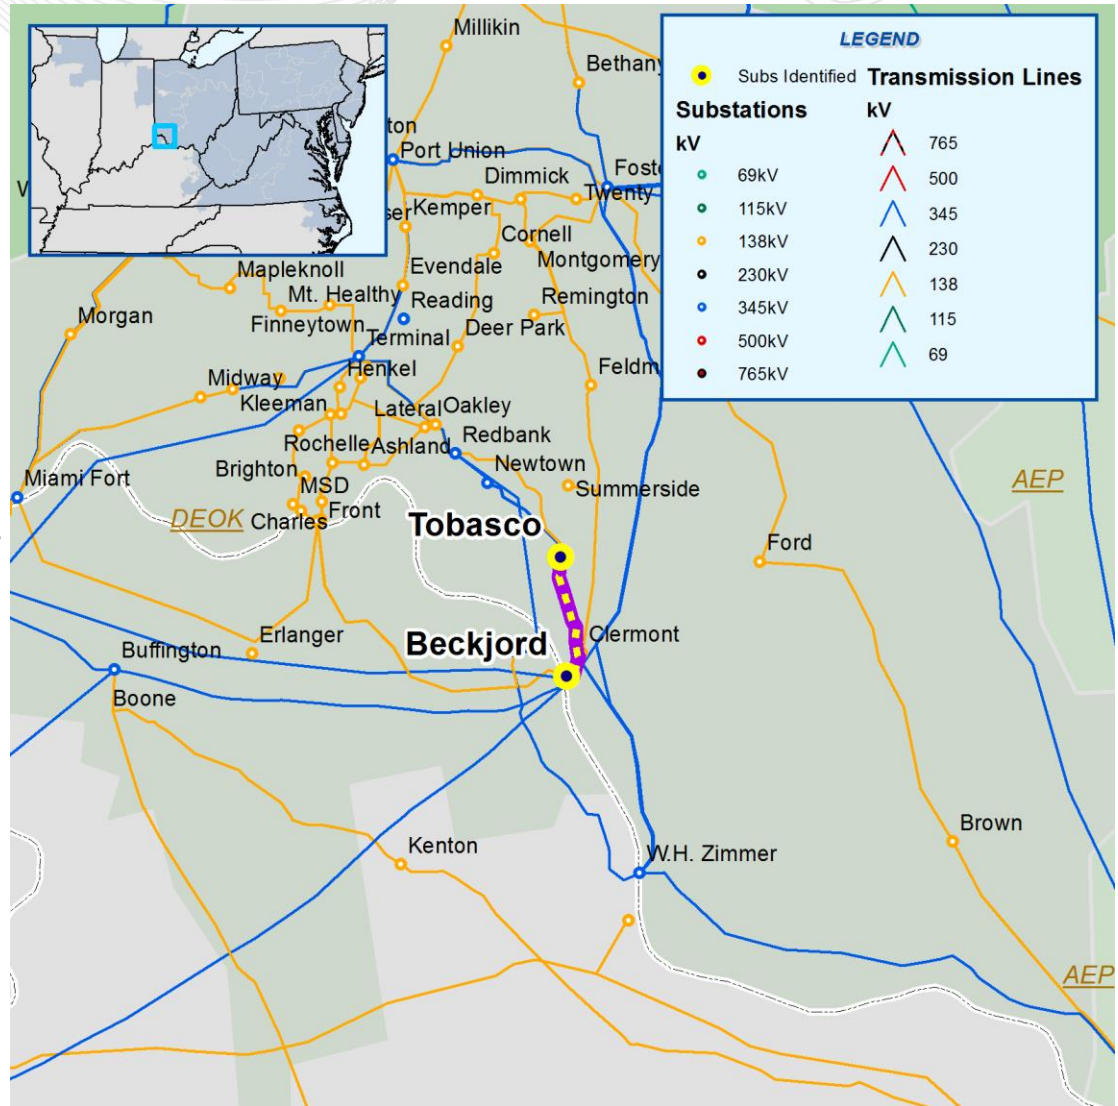 Millikin
Bethany
ton
Port Union
Foste
Dimmick
Twenty
ser
Kemper
Cornell
Evendale
Montgomery
Mapleknoll
Mt. Healthy
Reading
Remington
Morgan
Finneytown
Terminal
Deer Park
Feldm
Midway
Henkel
Kleeman
Lateral
Oakley
Rochelle
Ashland
Redbank
Brighton
Newtown
Miami Fort
MSD
Summerside
DEOK
Charles
Front
Tobasco
AEP
Ford
Erlanger
Beckjord
Clermont
Buffington
Boone
Kenton
W.H. Zimmer
Brown
AEP
LEGEND
Subs Identified
Transmission Lines
Substations
kV
kV
69kV
115kV
138kV
230kV
345kV
500kV
765kV
765
500
345
230
138
115
69